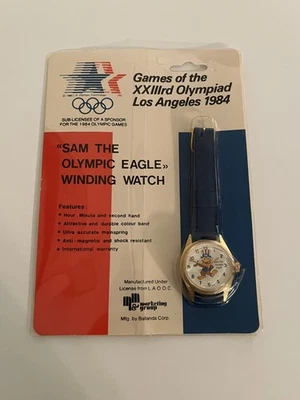 Games of the
XXIIIrd Olympiad
Los Angeles 1984
SUB-LICENSEE OF A SPONSOR
FOR THE 1984 OLYMPIC GAMES
«SAM THE
OLYMPIC EAGLE»
WINDING WATCH
Features:
Hour, Minute and second hand
Attractive and durable colour band
Ultra accurate mainspring
Anti-magnetic and shock resistant
International warranty
Manufactured Under
License from L.A.O.O.C.
marketing
group
Mfg. by Ballanda Corp.